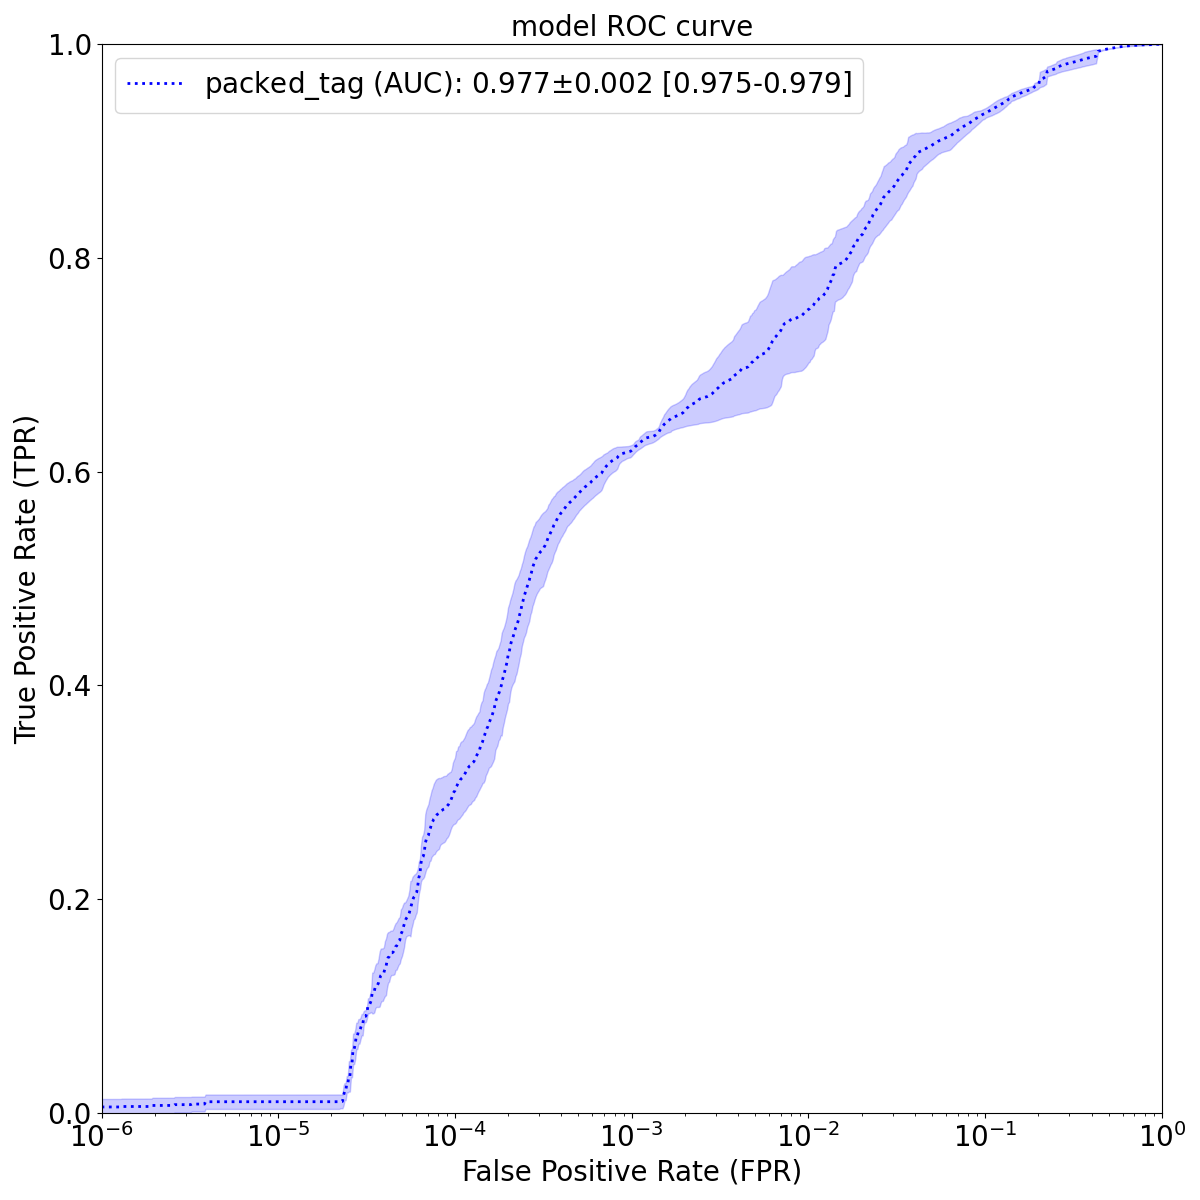 model ROC curve
packed_tag (AUC): 0.977±0.002 [0.975-0.979]
True Positive Rate (TPR)
1.0
0.8
0.6
0.4
0.2
0.0
10⁻⁶ 10⁻⁵ 10⁻⁴ 10⁻³ 10⁻² 10⁻¹ 10⁰
False Positive Rate (FPR)